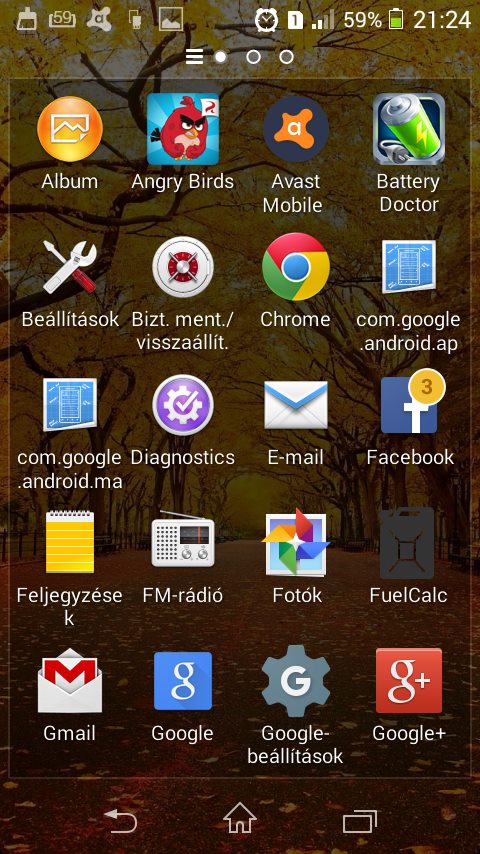 59 1 59% 21:24
Album Angry Birds Avast Mobile Battery Doctor
Beállítások Bizt. ment./visszaállít. Chrome com.google.android.ap
com.google.android.ma Diagnostics E-mail Facebook 3
Feljegyzések FM-rádió Fotók FuelCalc
Gmail Google Google-beállítások Google+